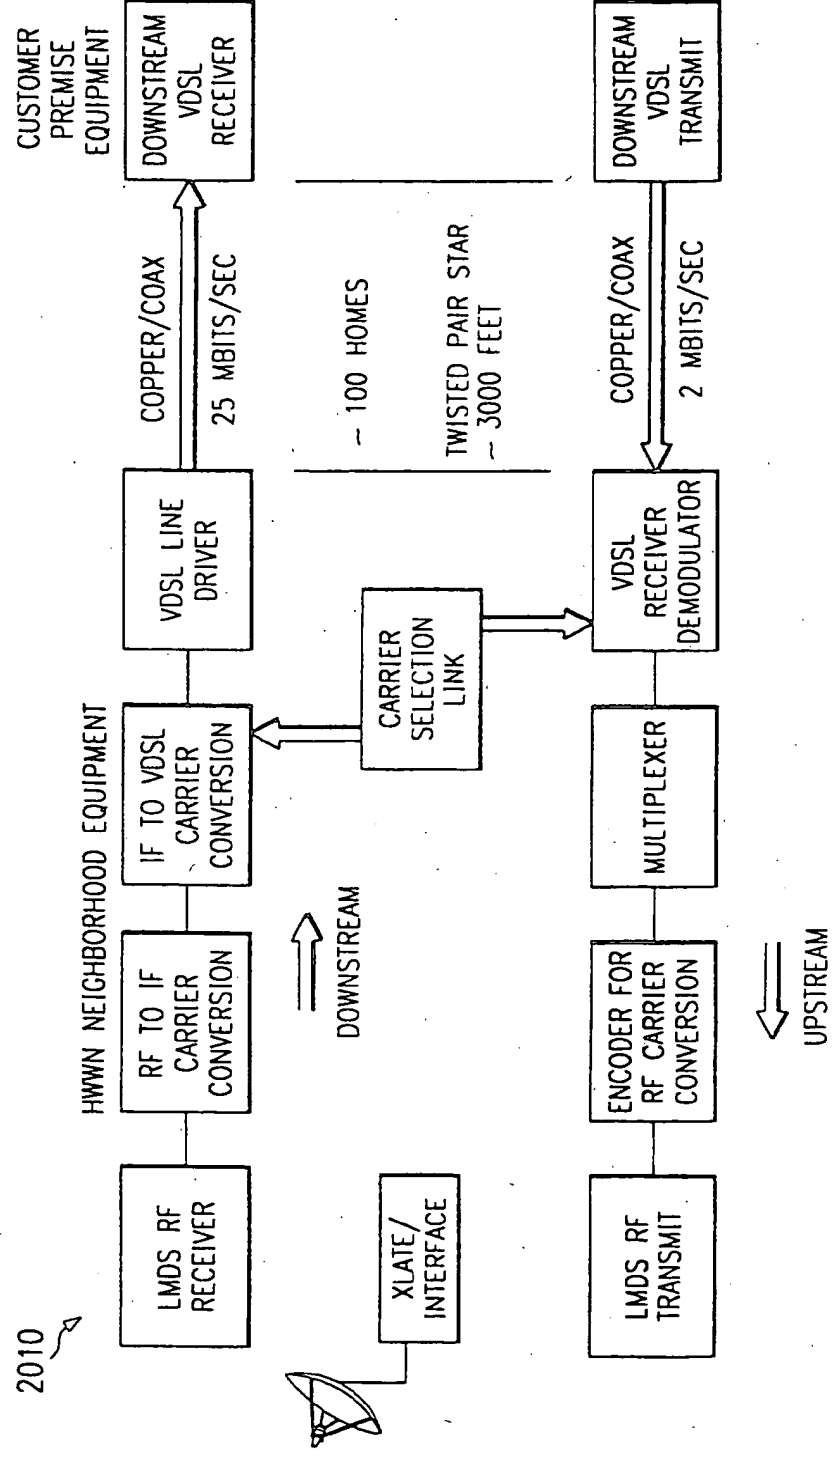 2010
HWWN NEIGHBORHOOD EQUIPMENT
CUSTOMER
PREMISE
EQUIPMENT
LMDS RF
RECEIVER
RF TO IF
CARRIER
CONVERSION
IF TO VDSL
CARRIER
CONVERSION
VDSL LINE
DRIVER
COPPER/COAX
25 MBITS/SEC
DOWNSTREAM
VDSL
RECEIVER
DOWNSTREAM
XLATE/
INTERFACE
CARRIER
SELECTION
LINK
~ 100 HOMES
TWISTED PAIR STAR
~ 3000 FEET
LMDS RF
TRANSMIT
ENCODER FOR
RF CARRIER
CONVERSION
MULTIPLEXER
VDSL
RECEIVER
DEMODULATOR
COPPER/COAX
2 MBITS/SEC
DOWNSTREAM
VDSL
TRANSMIT
UPSTREAM